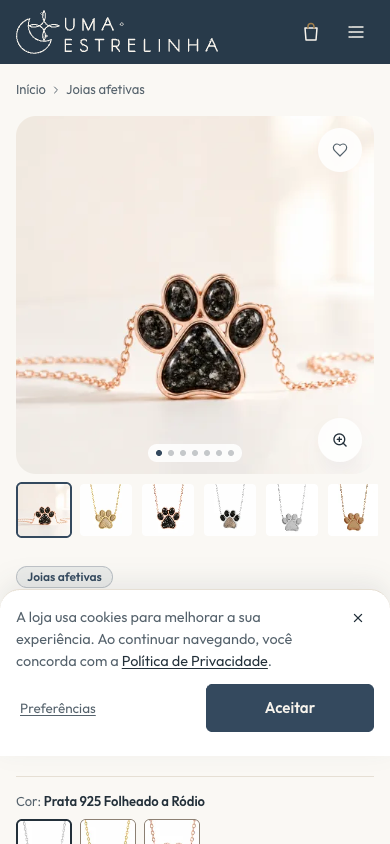 UMA
ESTRELINHA
Início > Joias afetivas
Joias afetivas
A loja usa cookies para melhorar a sua
experiência. Ao continuar navegando, você
concorda com a Política de Privacidade.
Preferências
Aceitar
Cor: Prata 925 Folheado a Ródio